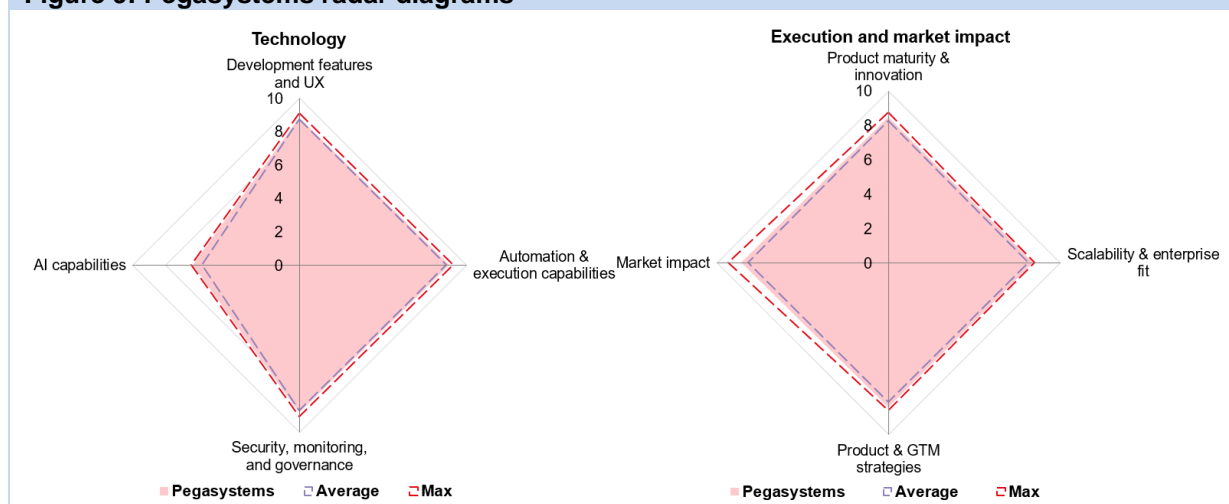 Figure 9: Pegasystems radar diagrams
Technology
Development features
and UX
10
8
6
4
2
0
AI capabilities
Automation &
execution capabilities
Security, monitoring,
and governance
Pegasystems Average Max
Execution and market impact
Product maturity &
innovation
10
8
6
4
2
0
Market impact
Scalability & enterprise
fit
Product & GTM
strategies
Pegasystems Average Max